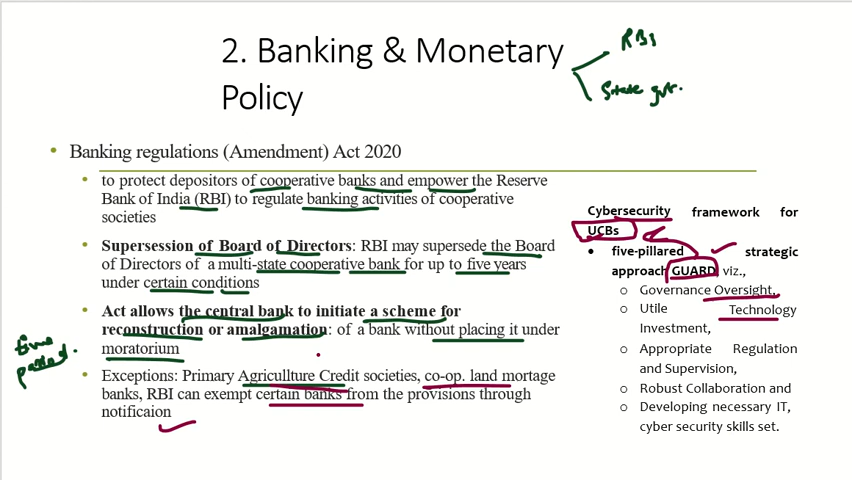 2. Banking & Monetary
Policy
RBI
State gvt.
• Banking regulations (Amendment) Act 2020
• to protect depositors of cooperative banks and empower the Reserve
Bank of India (RBI) to regulate banking activities of cooperative
societies
• Supersession of Board of Directors: RBI may supersede the Board
of Directors of a multi-state cooperative bank for up to five years
under certain conditions
• Act allows the central bank to initiate a scheme for
reconstruction or amalgamation: of a bank without placing it under
moratorium
time
period.
• Exceptions: Primary Agricullture Credit societies, co-op. land mortage
banks, RBI can exempt certain banks from the provisions through
notificaion
Cybersecurity framework for
UCBs
• five-pillared strategic
approach GUARD, viz.,
o Governance Oversight,
o Utile Technology
Investment,
o Appropriate Regulation
and Supervision,
o Robust Collaboration and
o Developing necessary IT,
cyber security skills set.